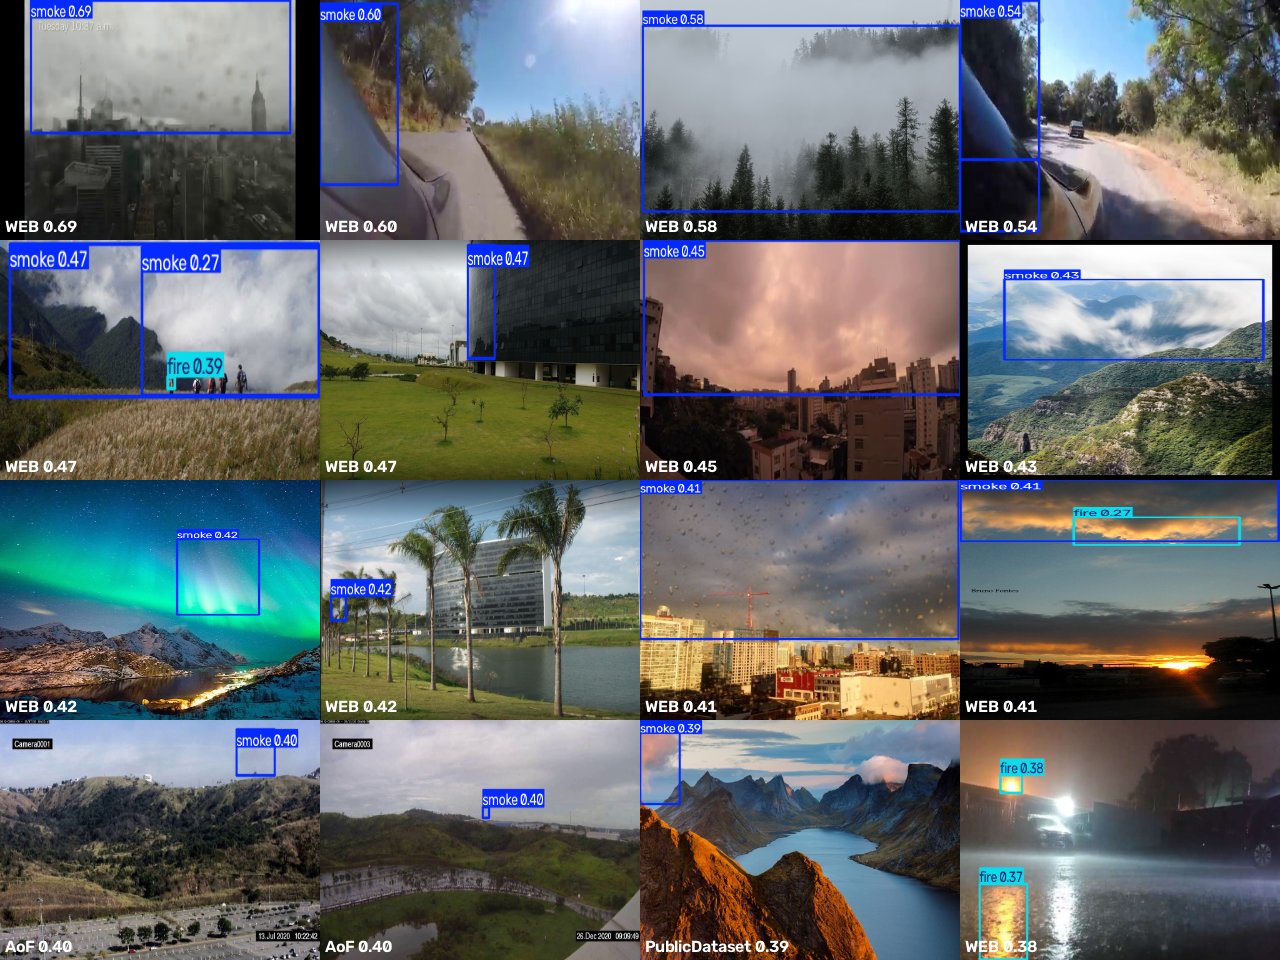 smoke 0.69
Tuesday 10:37 a.m.
WEB 0.69
smoke 0.60
WEB 0.60
smoke 0.58
WEB 0.58
smoke 0.54
WEB 0.54
smoke 0.47
smoke 0.27
fire 0.39
WEB 0.47
smoke 0.47
WEB 0.47
smoke 0.45
WEB 0.45
smoke 0.43
WEB 0.43
smoke 0.42
WEB 0.42
smoke 0.42
WEB 0.42
smoke 0.41
WEB 0.41
smoke 0.41
fire 0.27
Bruno Fontes
WEB 0.41
Camera0001
smoke 0.40
13.Jul 2020 10:22:42
AoF 0.40
Camera0003
smoke 0.40
26.Dec 2020 09:09:49
AoF 0.40
smoke 0.39
PublicDataset 0.39
fire 0.38
fire 0.37
WEB 0.38